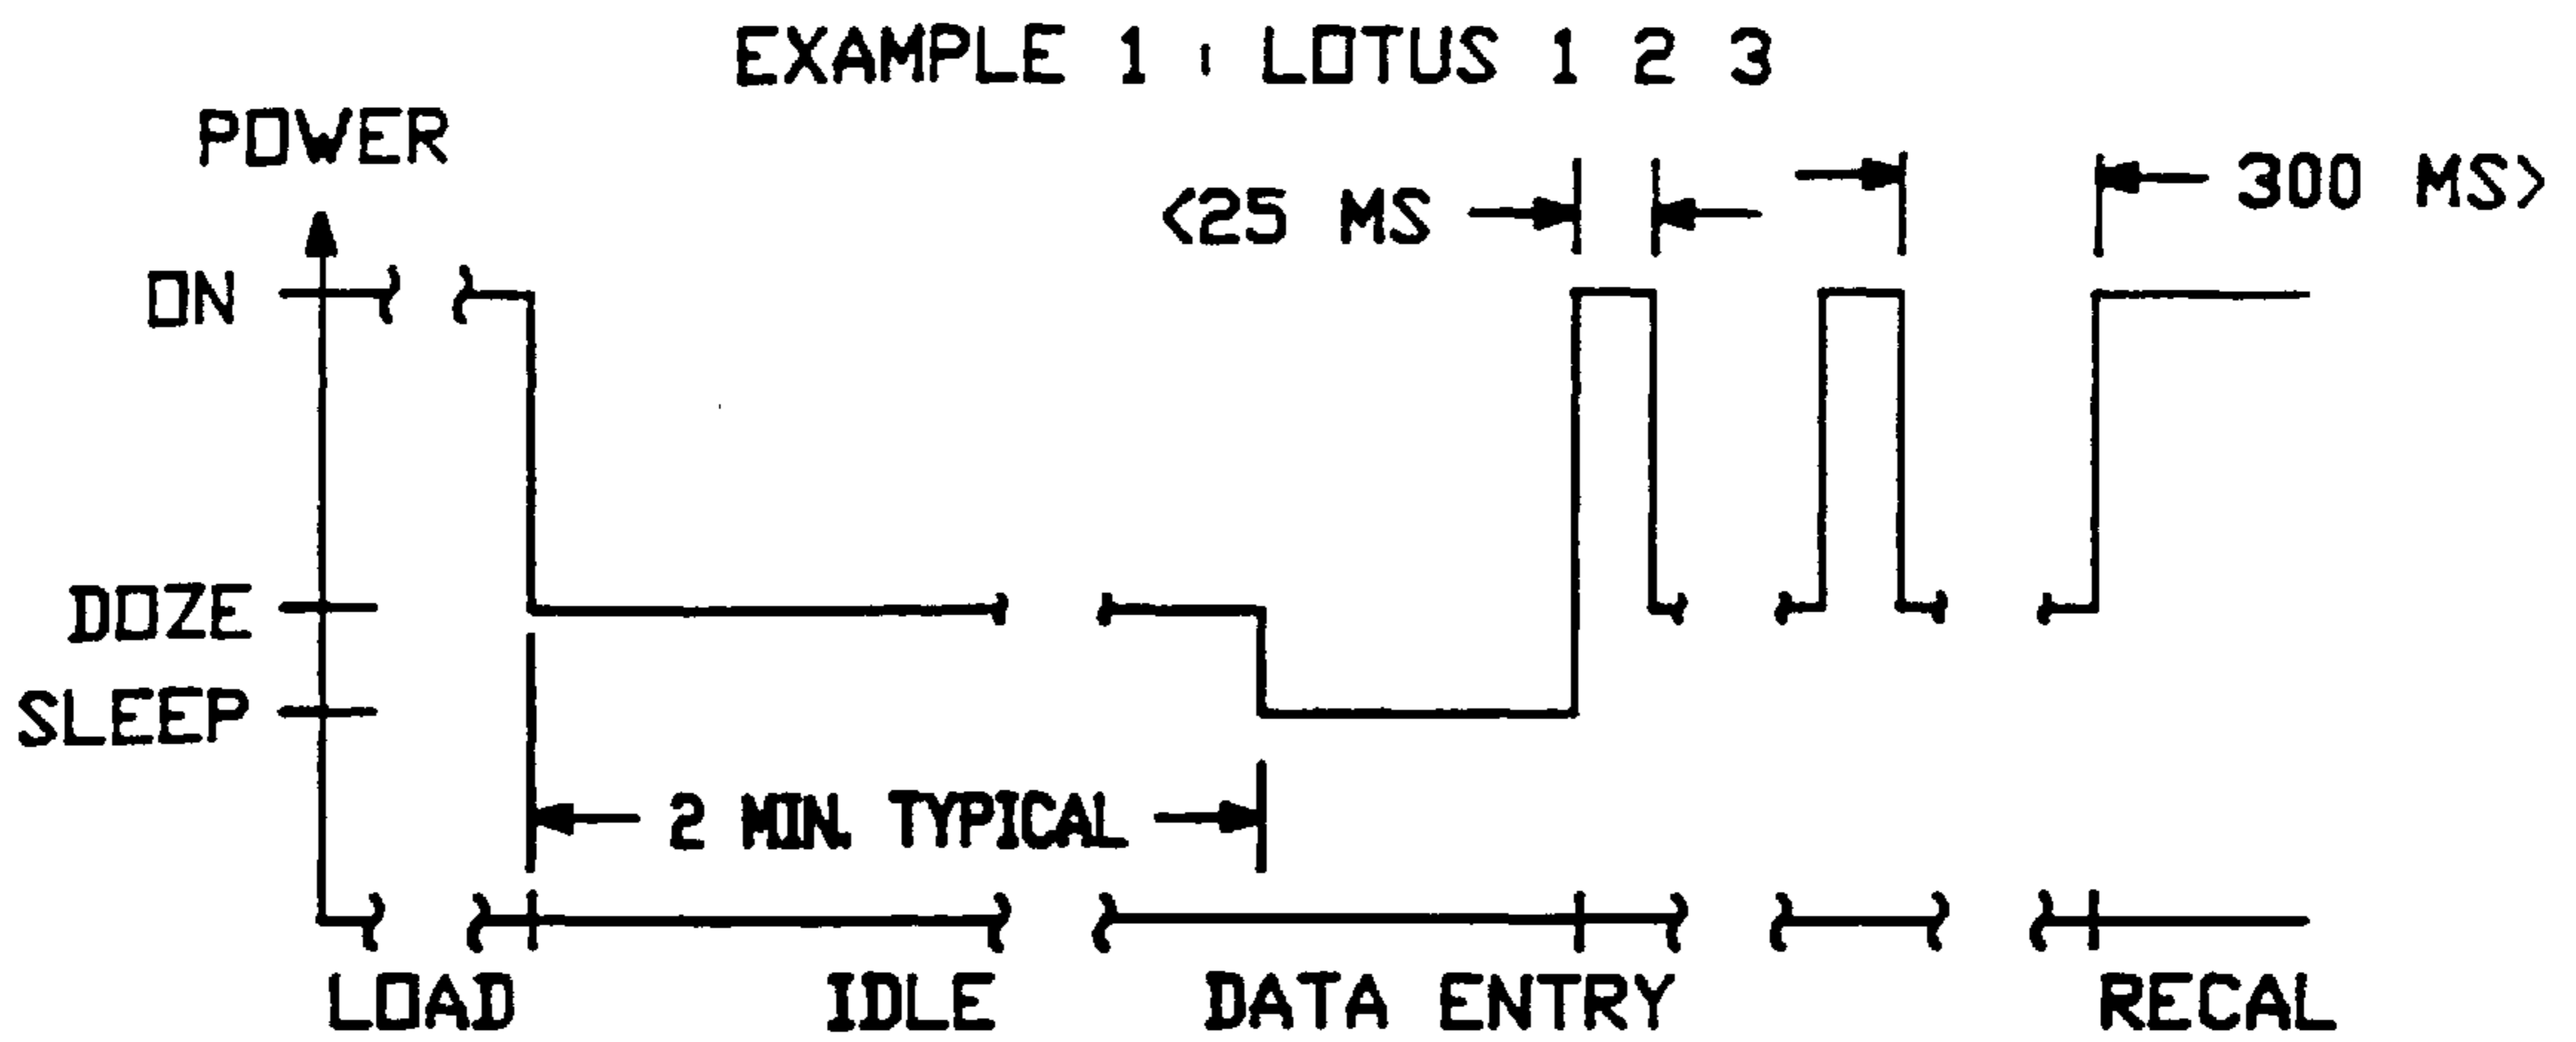 EXAMPLE 1 : LOTUS 1 2 3
POWER
<25 MS
300 MS>
ON
DOZE
SLEEP
2 MIN. TYPICAL
LOAD IDLE DATA ENTRY RECAL